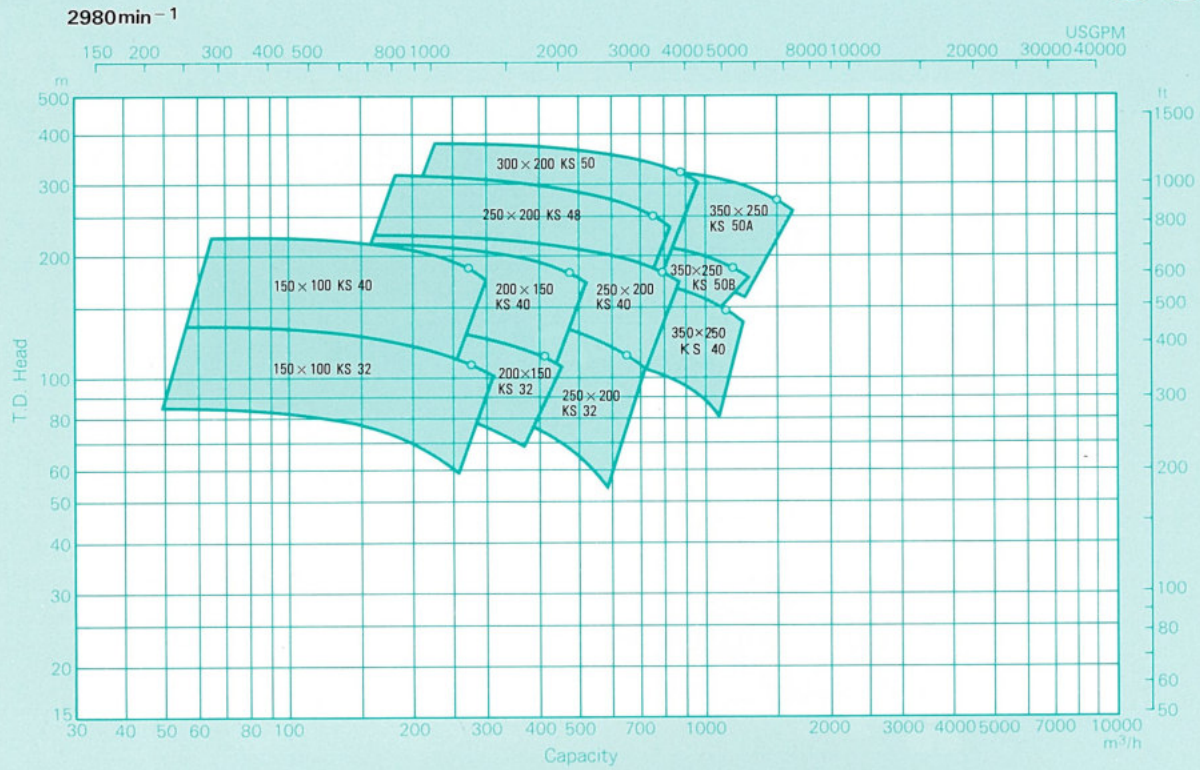 2980min⁻¹
USGPM
150 200 300 400 500 800 1000 2000 3000 4000 5000 8000 10000 20000 30000 40000
m
ft
500
400
300
200
100
80
60
50
40
30
20
15
1500
1000
800
600
500
400
300
200
100
80
60
50
T.D. Head
300×200 KS 50
250×200 KS 48
350×250
KS 50A
150×100 KS 40
200×150
KS 40
250×200
KS 40
350×250
KS 50B
350×250
KS 40
150×100 KS 32
200×150
KS 32
250×200
KS 32
30 40 50 60 80 100 200 300 400 500 700 1000 2000 3000 4000 5000 7000 10000
m³/h
Capacity